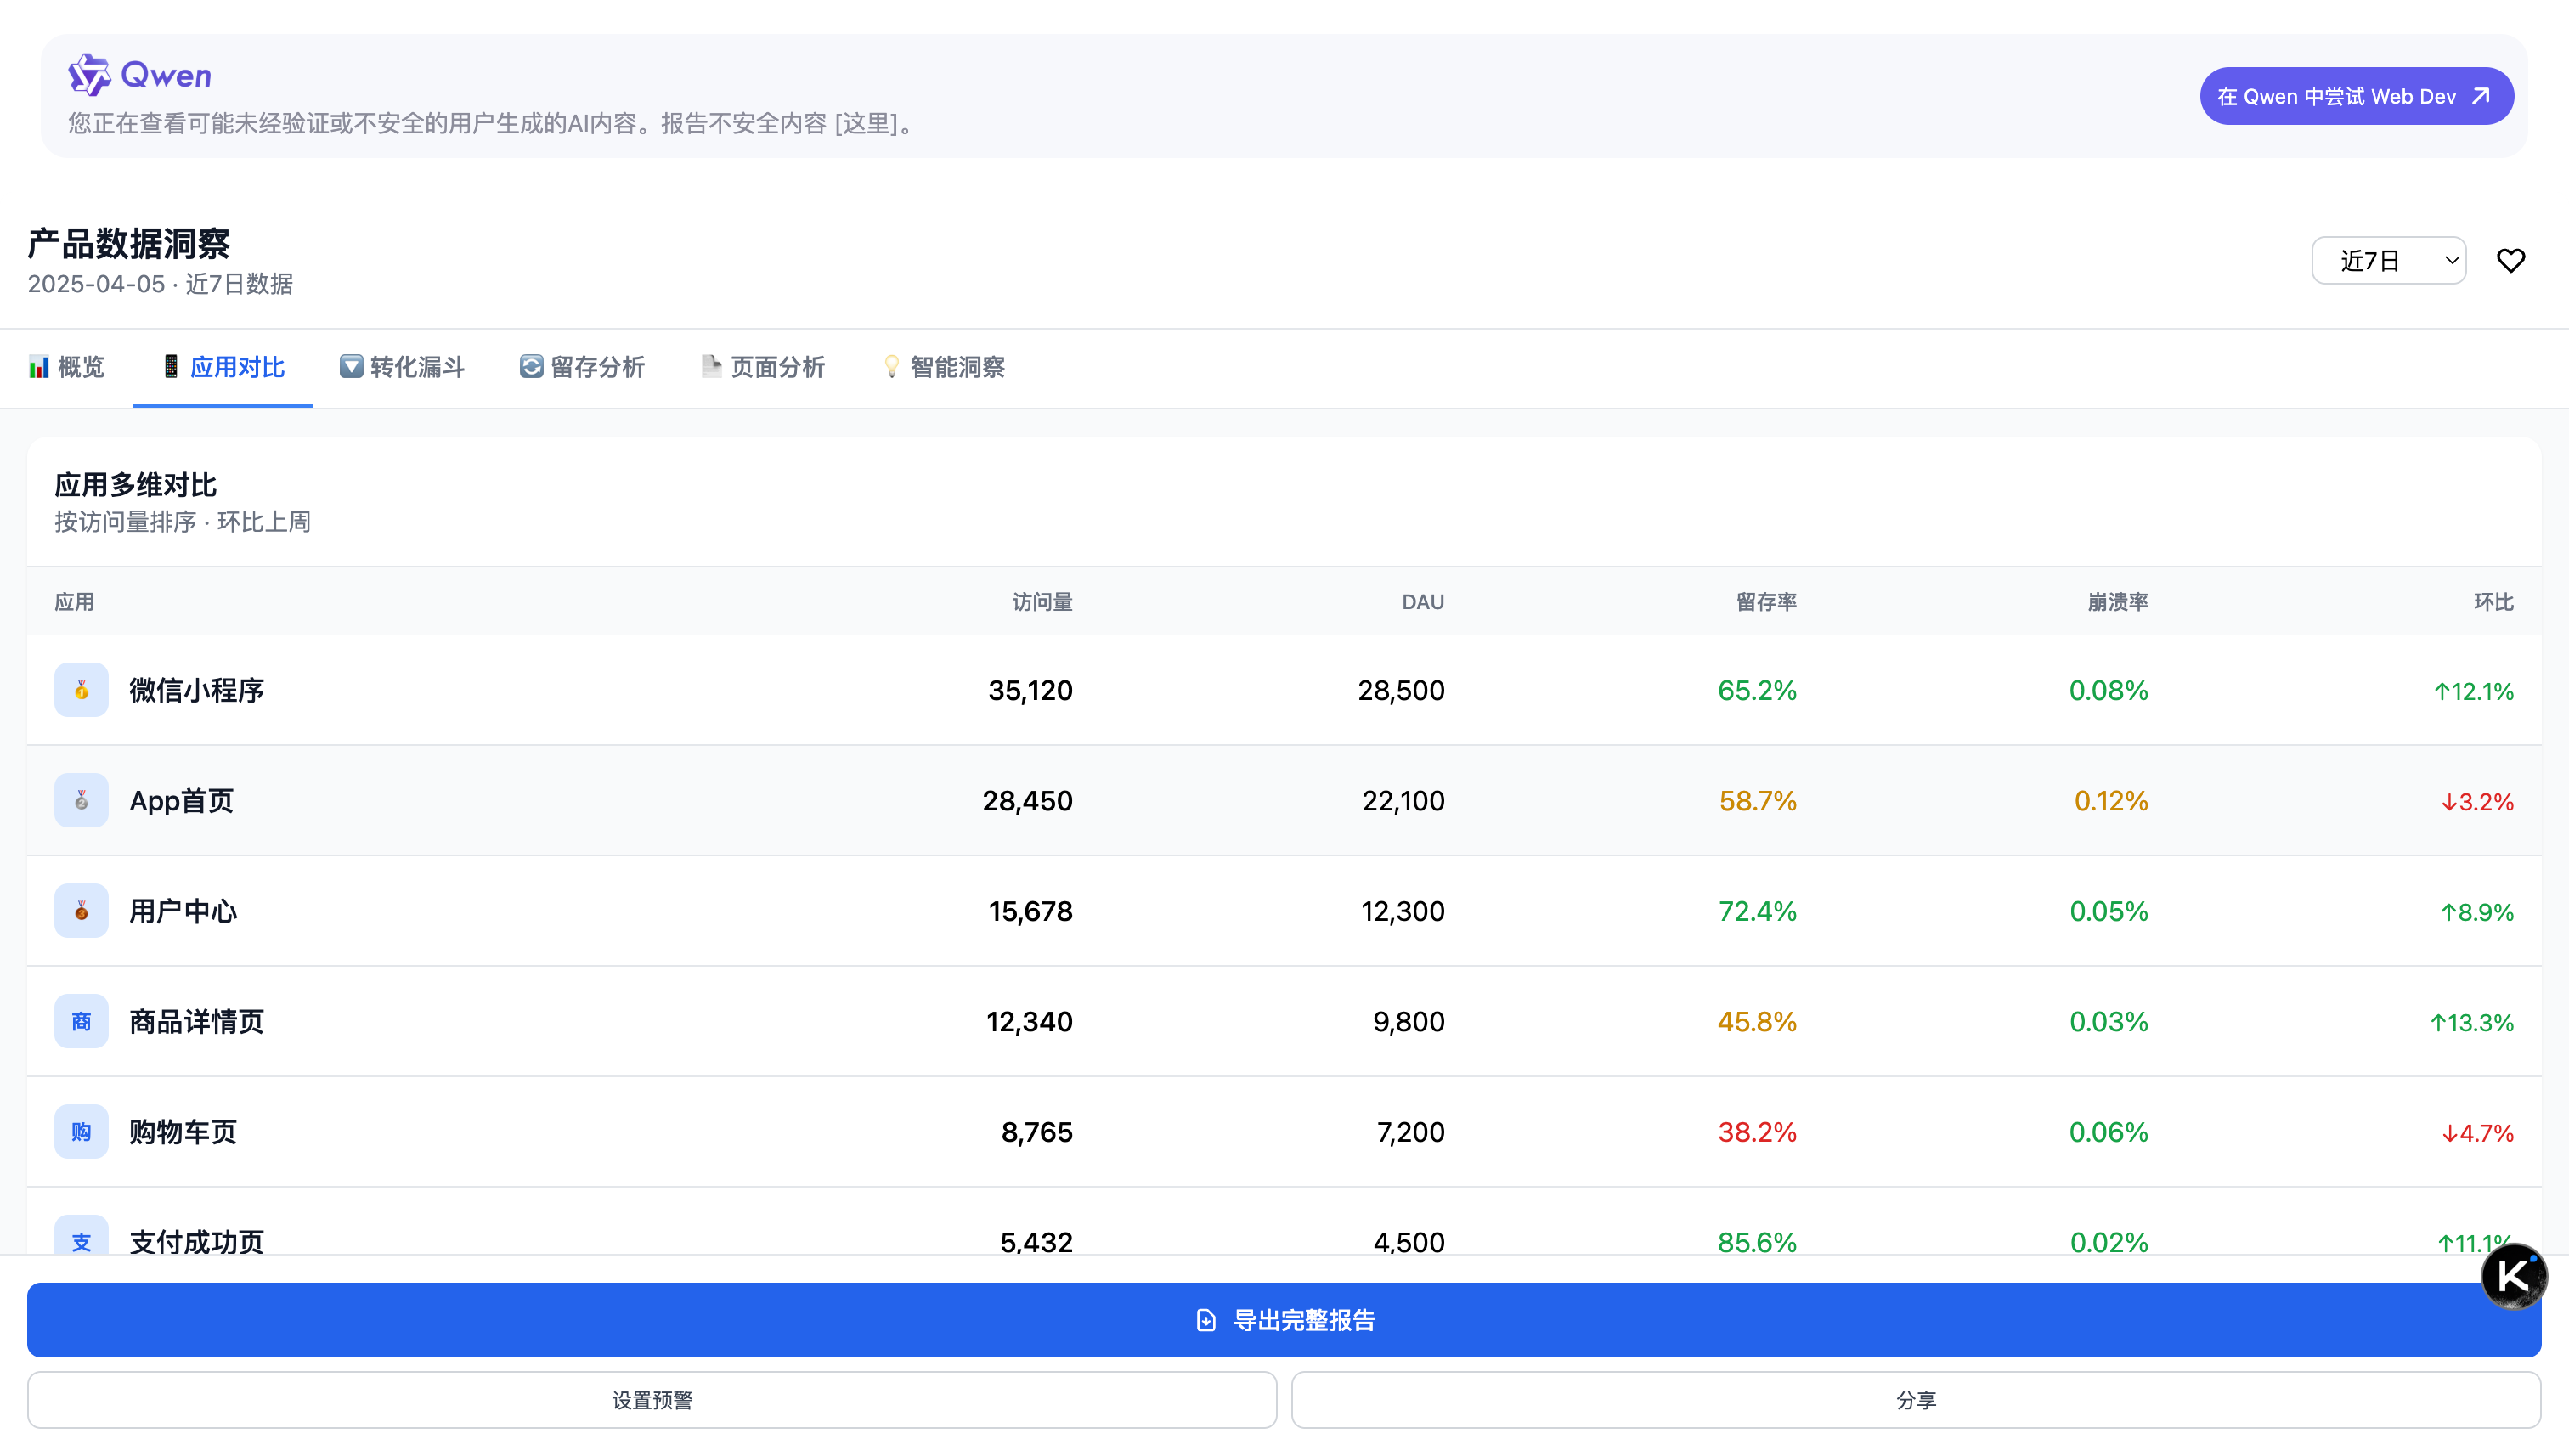 Qwen
您正在查看可能未经验证或不安全的用户生成的AI内容。报告不安全内容 [这里]。
在 Qwen 中尝试 Web Dev
产品数据洞察
2025-04-05 · 近7日数据
近7日
概览 应用对比 转化漏斗 留存分析 页面分析 智能洞察
应用多维对比
按访问量排序 · 环比上周
应用 访问量 DAU 留存率 崩溃率 环比
1 微信小程序 35,120 28,500 65.2% 0.08% ↑12.1%
2 App首页 28,450 22,100 58.7% 0.12% ↓3.2%
3 用户中心 15,678 12,300 72.4% 0.05% ↑8.9%
商 商品详情页 12,340 9,800 45.8% 0.03% ↑13.3%
购 购物车页 8,765 7,200 38.2% 0.06% ↓4.7%
支 支付成功页 5,432 4,500 85.6% 0.02% ↑11.1%
K
导出完整报告
设置预警 分享